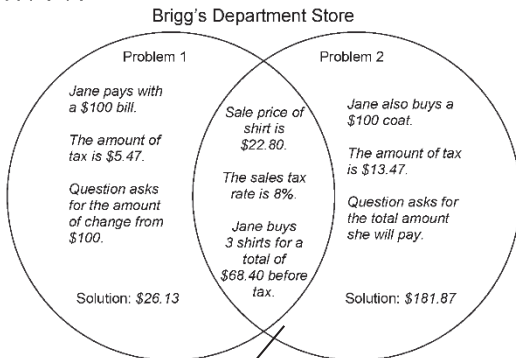 Brigg's Department Store
Problem 1
Jane pays with
a $100 bill.
The amount of
tax is $5.47.
Question asks
for the amount
of change from
$100.
Solution: $26.13
Sale price of
shirt is
$22.80.
The sales tax
rate is 8%.
Jane buys
3 shirts for a
total of
$68.40 before
tax.
Problem 2
Jane also buys a
$100 coat.
The amount of tax
is $13.47.
Question asks for
the total amount
she will pay.
Solution: $181.87